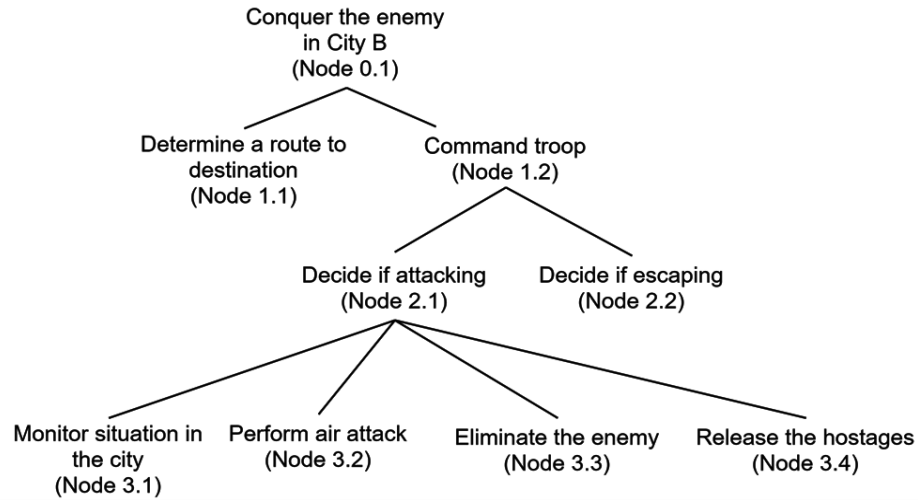 Conquer the enemy
in City B
(Node 0.1)
Determine a route to
destination
(Node 1.1)
Command troop
(Node 1.2)
Decide if attacking
(Node 2.1)
Decide if escaping
(Node 2.2)
Monitor situation in
the city
(Node 3.1)
Perform air attack
(Node 3.2)
Eliminate the enemy
(Node 3.3)
Release the hostages
(Node 3.4)